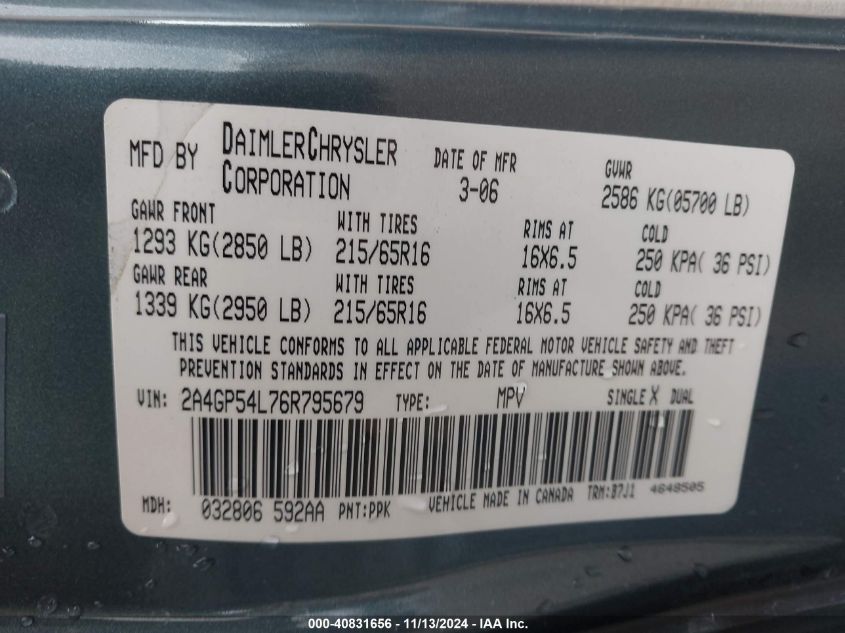 MFD BY DAIMLERCHRYSLER CORPORATION DATE OF MFR 3-06 GVWR 2586 KG(05700 LB)
GAWR FRONT WITH TIRES RIMS AT COLD
1293 KG(2850 LB) 215/65R16 16X6.5 250 KPA( 36 PSI)
GAWR REAR WITH TIRES RIMS AT COLD
1339 KG(2950 LB) 215/65R16 16X6.5 250 KPA( 36 PSI)
THIS VEHICLE CONFORMS TO ALL APPLICABLE FEDERAL MOTOR VEHICLE SAFETY AND THEFT
PREVENTION STANDARDS IN EFFECT ON THE DATE OF MANUFACTURE SHOWN ABOVE.
VIN: 2A4GP54L76R795679 TYPE: MPV SINGLE X DUAL
MDH: 032806 592AA PNT:PPK VEHICLE MADE IN CANADA TRM:B7J1 4648505
000-40831656 - 11/13/2024 - IAA Inc.